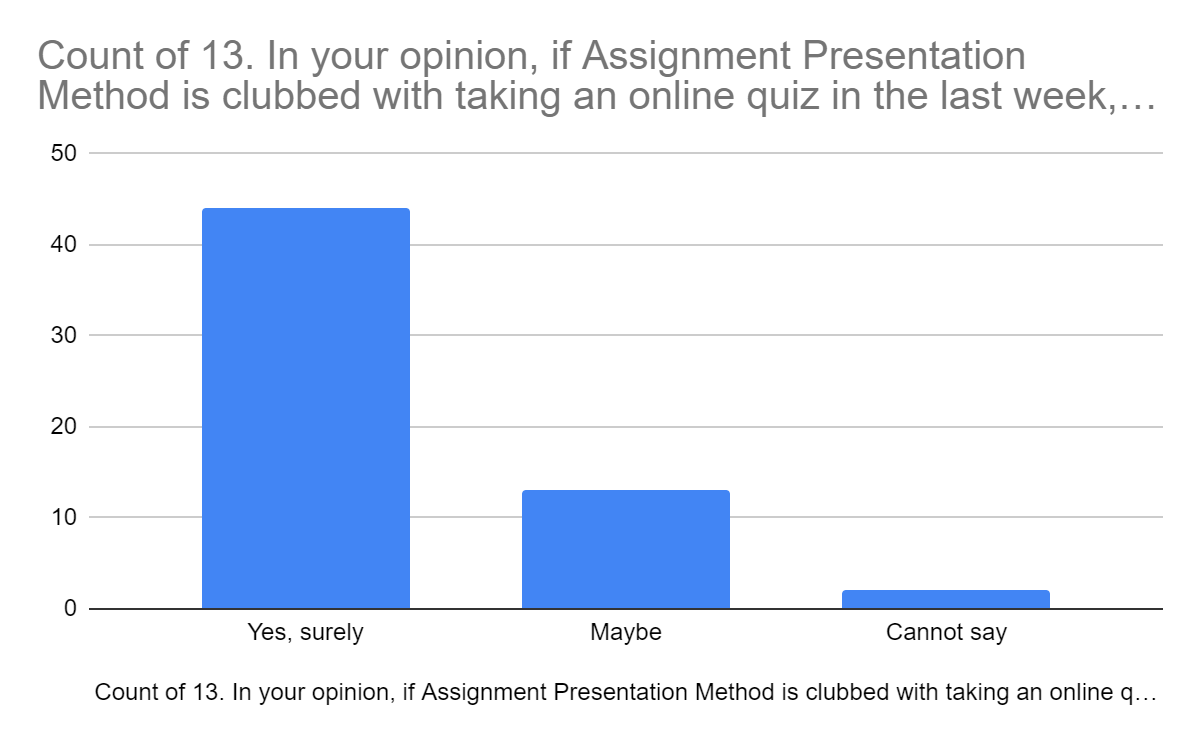 Count of 13. In your opinion, if Assignment Presentation
Method is clubbed with taking an online quiz in the last week,…
50
40
30
20
10
0
Yes, surely
Maybe
Cannot say
Count of 13. In your opinion, if Assignment Presentation Method is clubbed with taking an online q…